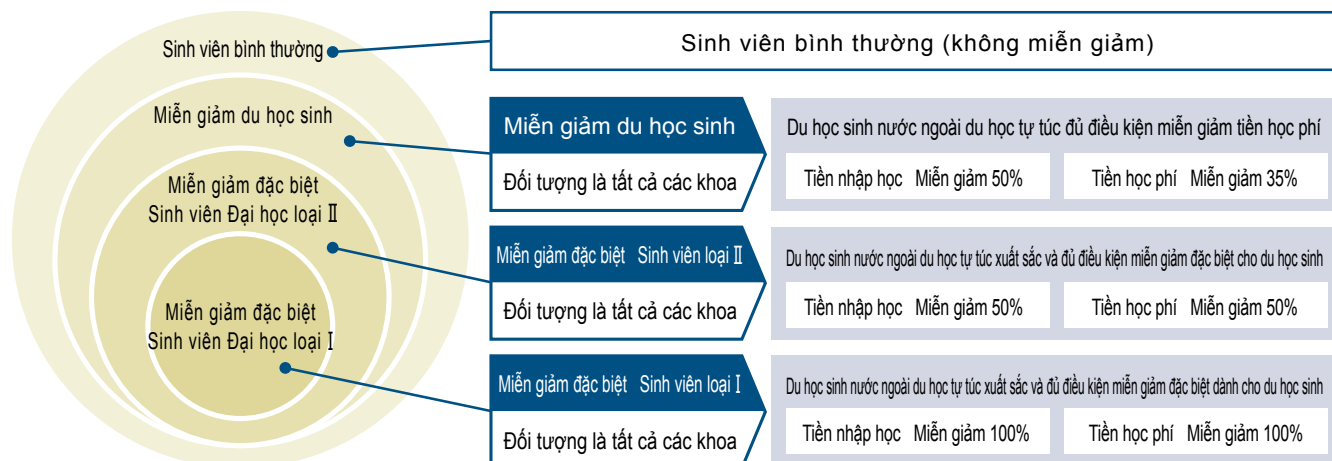 Sinh viên bình thường
Miễn giảm du học sinh
Miễn giảm đặc biệt
Sinh viên Đại học loại Ⅱ
Miễn giảm đặc biệt
Sinh viên Đại học loại Ⅰ
Sinh viên bình thường (không miễn giảm)
Miễn giảm du học sinh
Đối tượng là tất cả các khoa
Du học sinh nước ngoài du học tự túc đủ điều kiện miễn giảm tiền học phí
Tiền nhập học Miễn giảm 50%
Tiền học phí Miễn giảm 35%
Miễn giảm đặc biệt Sinh viên loại Ⅱ
Đối tượng là tất cả các khoa
Du học sinh nước ngoài du học tự túc xuất sắc và đủ điều kiện miễn giảm đặc biệt cho du học sinh
Tiền nhập học Miễn giảm 50%
Tiền học phí Miễn giảm 50%
Miễn giảm đặc biệt Sinh viên loại Ⅰ
Đối tượng là tất cả các khoa
Du học sinh nước ngoài du học tự túc xuất sắc và đủ điều kiện miễn giảm đặc biệt dành cho du học sinh
Tiền nhập học Miễn giảm 100%
Tiền học phí Miễn giảm 100%